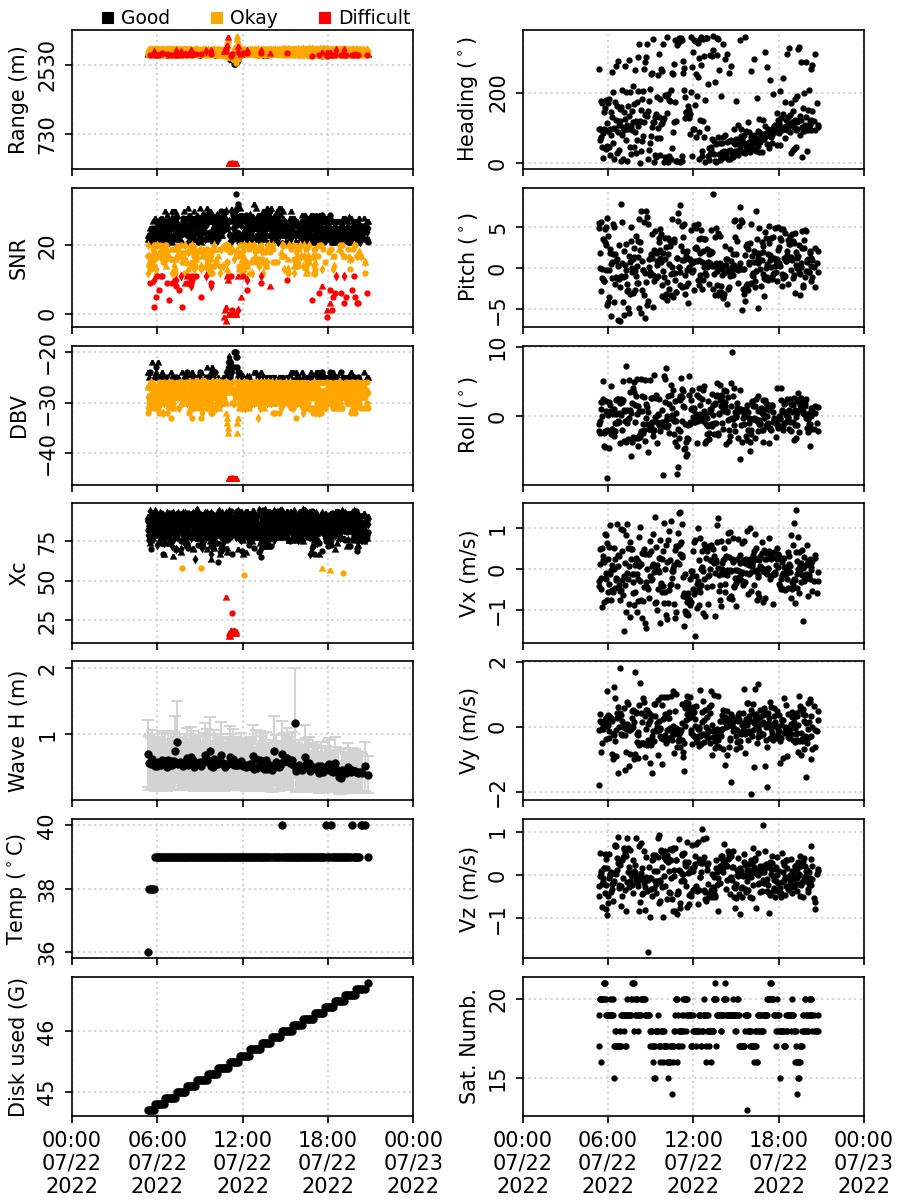 Good Okay Difficult
Range (m)
2530
730
Heading (°)
200
0
SNR
20
0
Pitch (°)
5
0
−5
DBV
−20
−30
−40
Roll (°)
10
0
Xc
75
50
25
Vx (m/s)
1
0
−1
Wave H (m)
2
1
Vy (m/s)
2
0
−2
Temp (°C)
40
38
36
Vz (m/s)
1
0
−1
Disk used (G)
46
45
Sat. Numb.
20
15
00:00 06:00 12:00 18:00 00:00
07/22 07/22 07/22 07/22 07/23
2022 2022 2022 2022 2022
00:00 06:00 12:00 18:00 00:00
07/22 07/22 07/22 07/22 07/23
2022 2022 2022 2022 2022